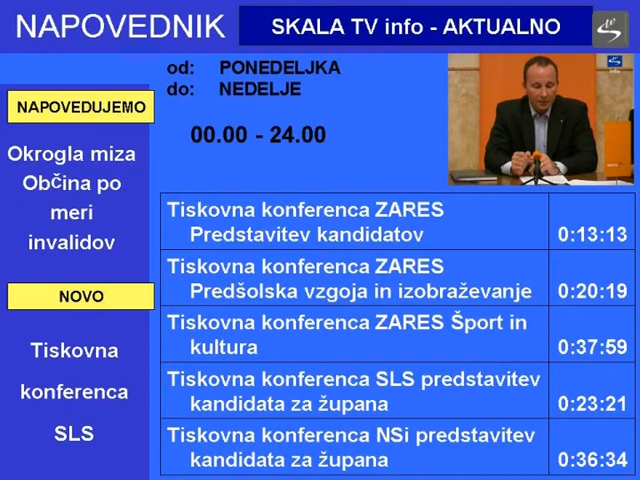 NAPOVEDNIK
SKALA TV info - AKTUALNO
od: PONEDELJKA
do: NEDELJE
00.00 - 24.00
NAPOVEDUJEMO
Okrogla miza
Občina po
meri
invalidov
NOVO
Tiskovna
konferenca
SLS
Tiskovna konferenca ZARES
Predstavitev kandidatov 0:13:13
Tiskovna konferenca ZARES
Predšolska vzgoja in izobraževanje 0:20:19
Tiskovna konferenca ZARES Šport in
kultura 0:37:59
Tiskovna konferenca SLS predstavitev
kandidata za župana 0:23:21
Tiskovna konferenca NSi predstavitev
kandidata za župana 0:36:34